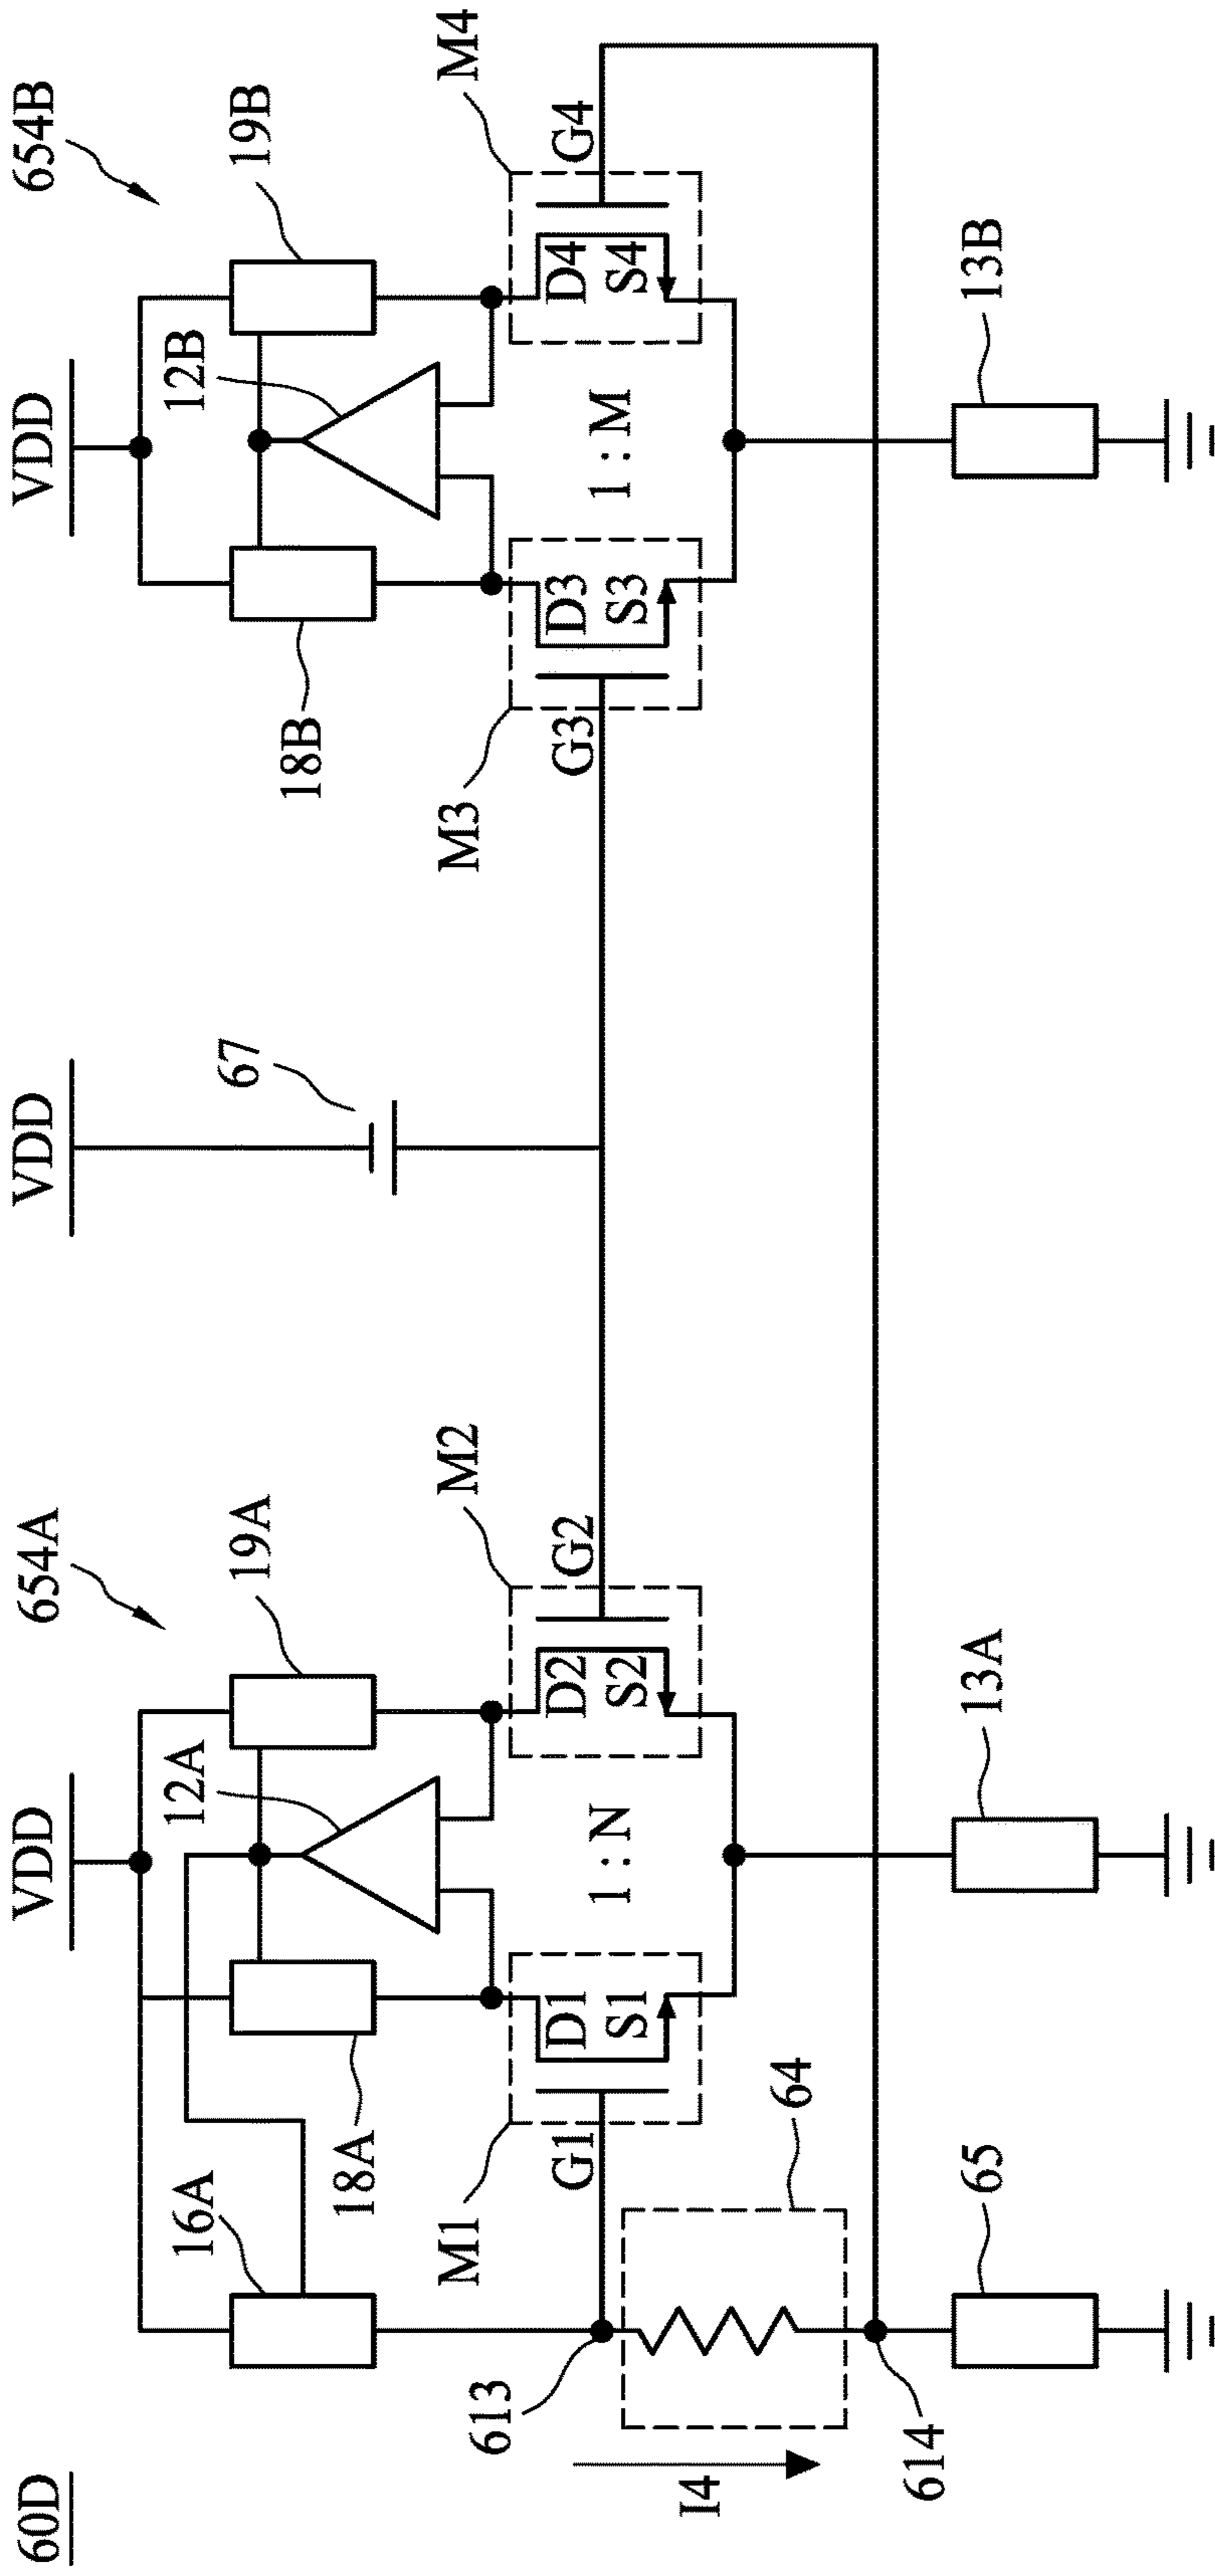 60D
654A
654B
VDD
VDD
VDD
16A
18A
12A
19A
67
18B
12B
19B
M1
M2
M3
M4
613
G1
D1
S1
1 : N
D2
S2
G2
G3
D3
S3
1 : M
D4
S4
G4
I4
64
614
65
13A
13B